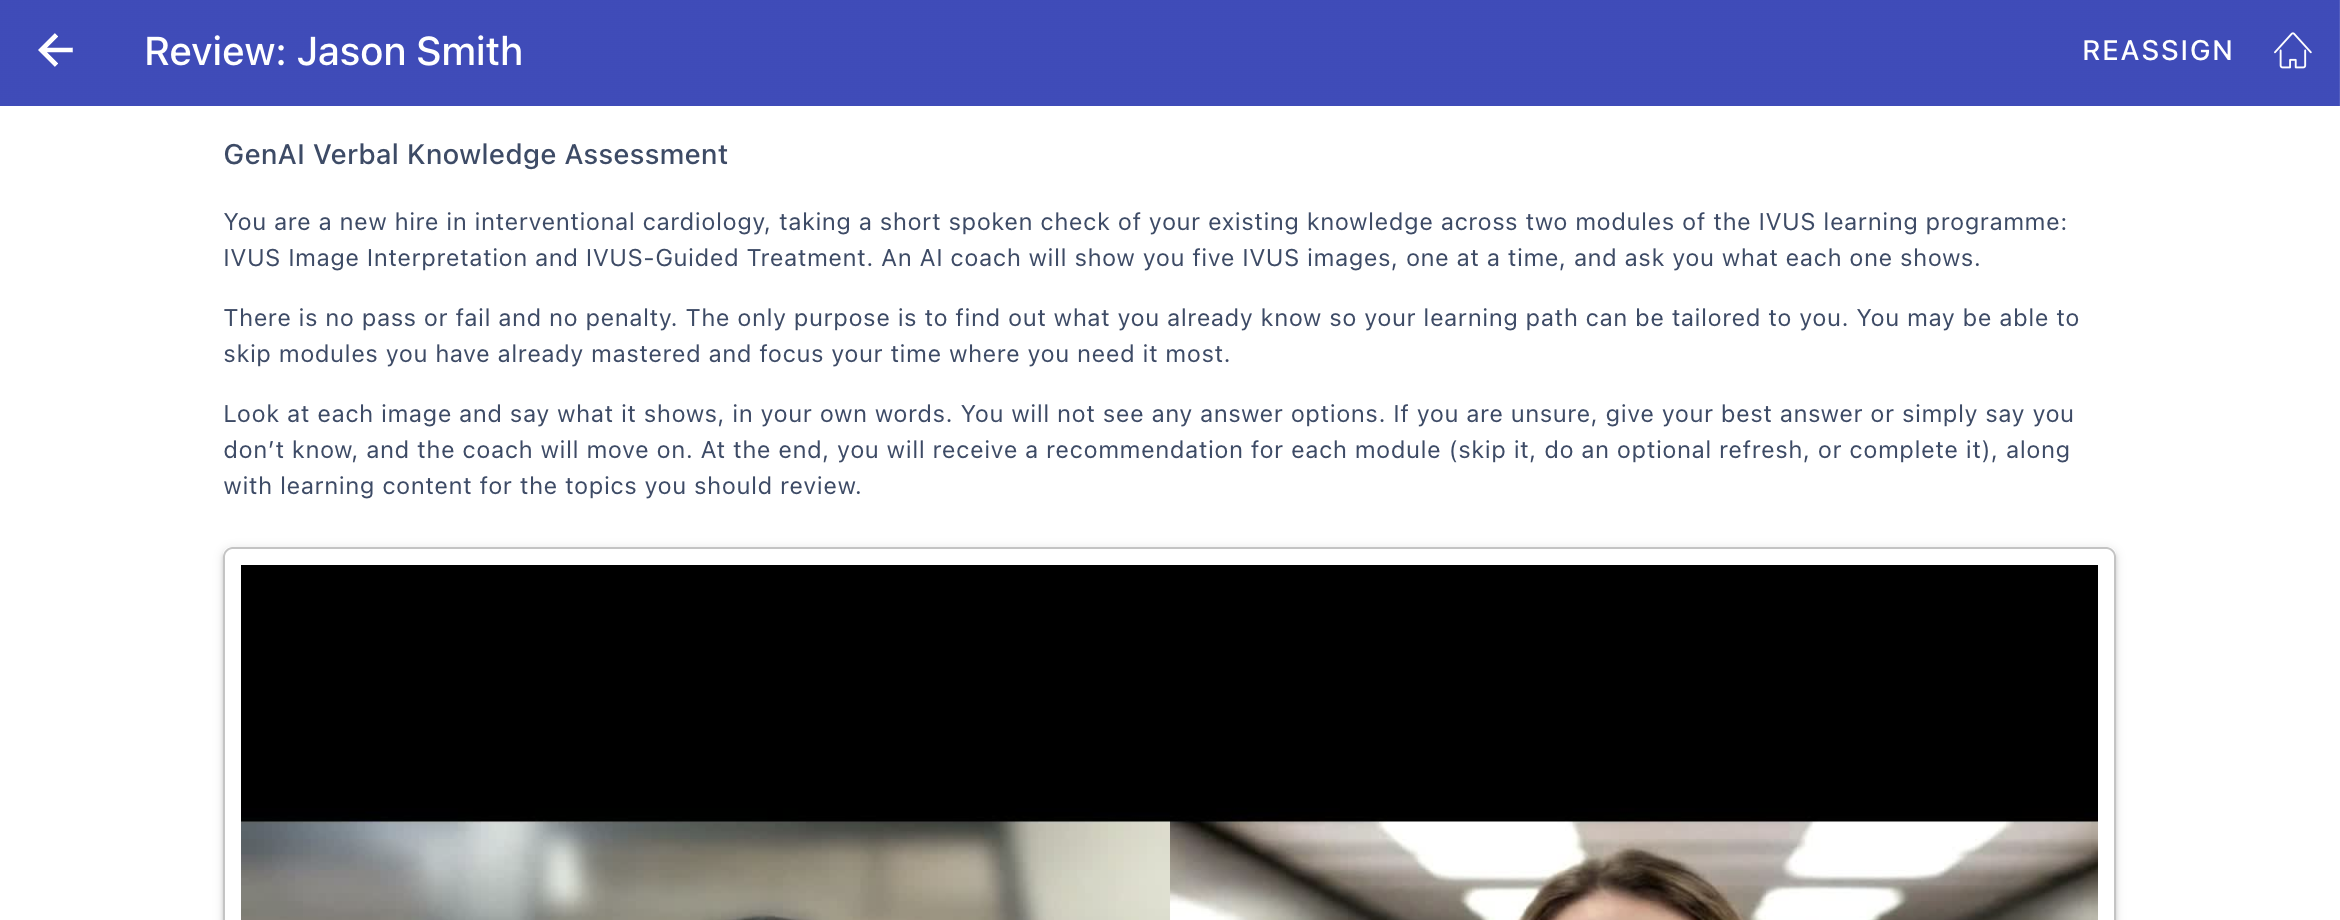 Review: Jason Smith
REASSIGN
GenAI Verbal Knowledge Assessment
You are a new hire in interventional cardiology, taking a short spoken check of your existing knowledge across two modules of the IVUS learning programme:
IVUS Image Interpretation and IVUS-Guided Treatment. An AI coach will show you five IVUS images, one at a time, and ask you what each one shows.
There is no pass or fail and no penalty. The only purpose is to find out what you already know so your learning path can be tailored to you. You may be able to
skip modules you have already mastered and focus your time where you need it most.
Look at each image and say what it shows, in your own words. You will not see any answer options. If you are unsure, give your best answer or simply say you
don’t know, and the coach will move on. At the end, you will receive a recommendation for each module (skip it, do an optional refresh, or complete it), along
with learning content for the topics you should review.